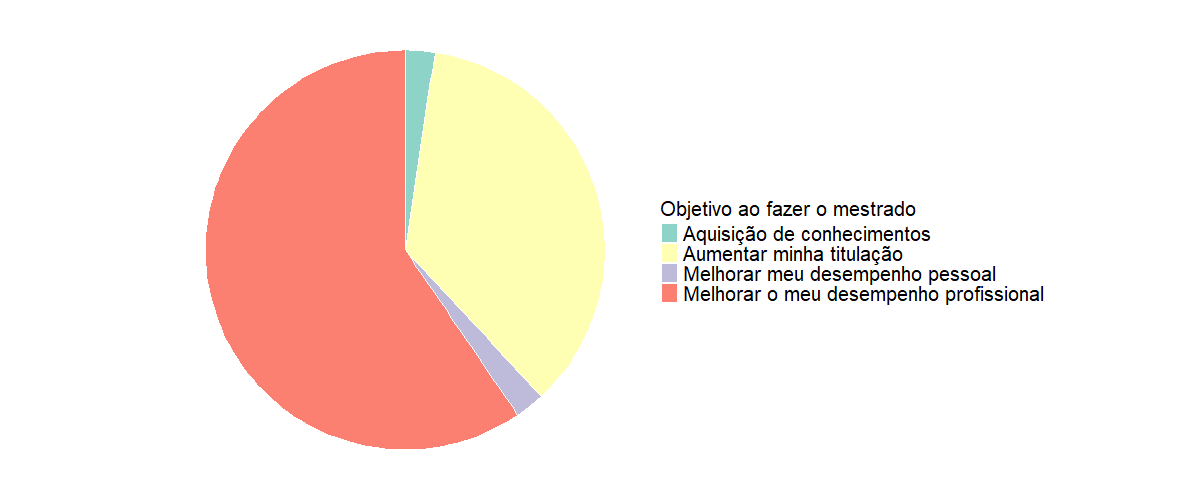 Objetivo ao fazer o mestrado
Aquisição de conhecimentos
Aumentar minha titulação
Melhorar meu desempenho pessoal
Melhorar o meu desempenho profissional